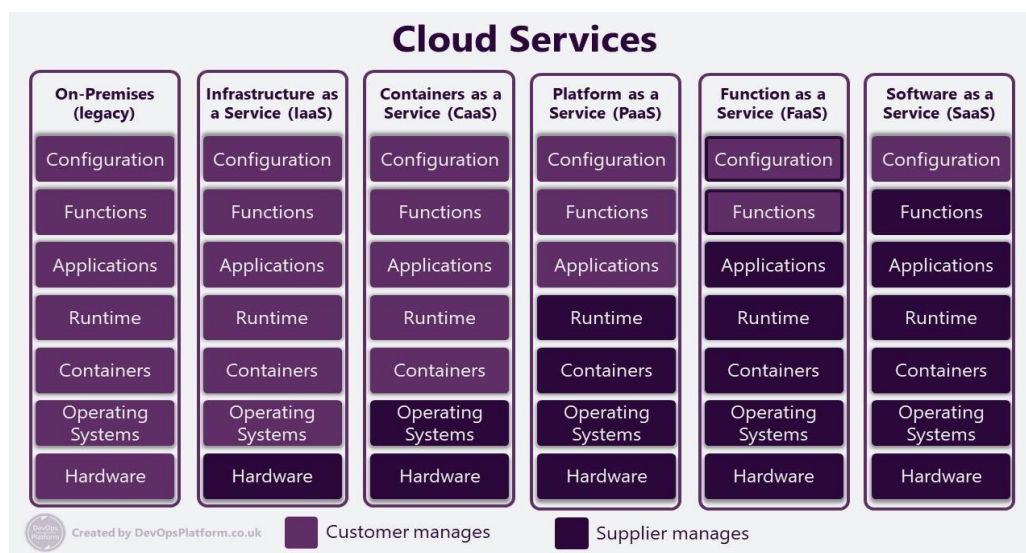 Cloud Services
On-Premises
(legacy)
Configuration
Functions
Applications
Runtime
Containers
Operating
Systems
Hardware
Infrastructure as
a Service (IaaS)
Configuration
Functions
Applications
Runtime
Containers
Operating
Systems
Hardware
Containers as a
Service (CaaS)
Configuration
Functions
Applications
Runtime
Containers
Operating
Systems
Hardware
Platform as a
Service (PaaS)
Configuration
Functions
Applications
Runtime
Containers
Operating
Systems
Hardware
Function as a
Service (FaaS)
Configuration
Functions
Applications
Runtime
Containers
Operating
Systems
Hardware
Software as a
Service (SaaS)
Configuration
Functions
Applications
Runtime
Containers
Operating
Systems
Hardware
DevOps
Platform
Created by DevOpsPlatform.co.uk
Customer manages
Supplier manages